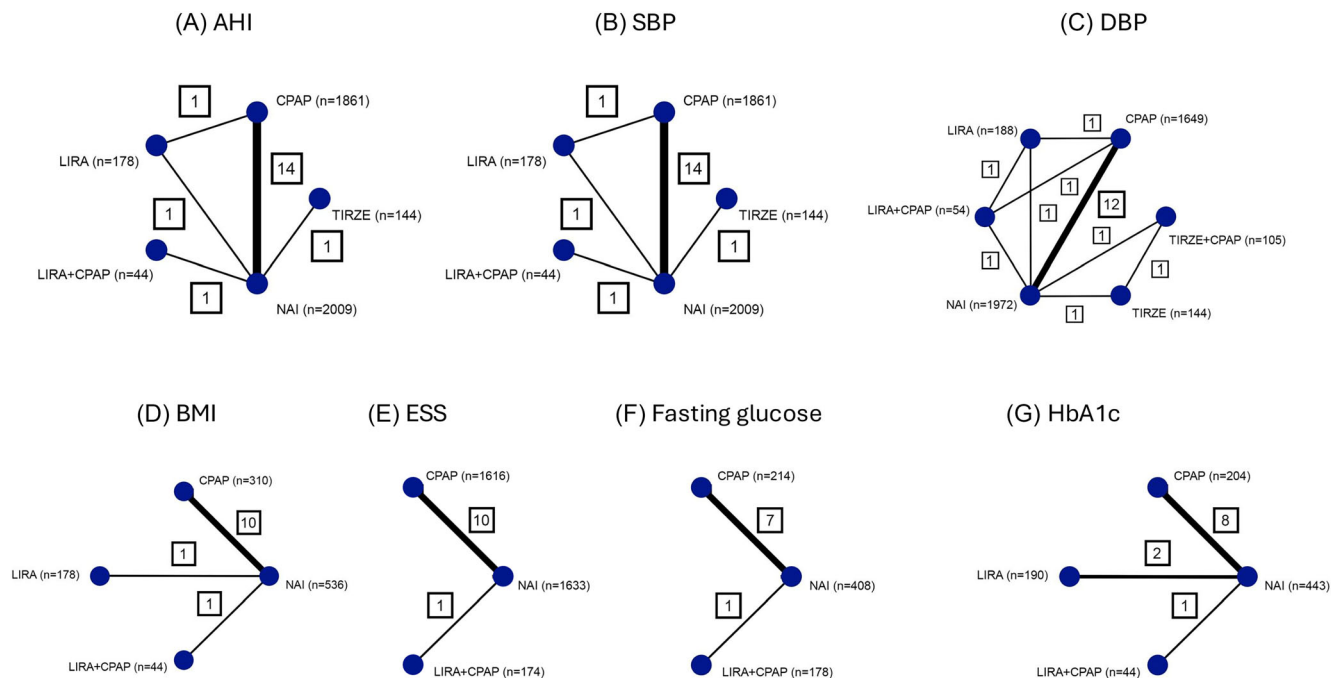 (A) AHI
1
CPAP (n=1861)
LIRA (n=178)
14
1
TIRZE (n=144)
1
LIRA+CPAP (n=44)
1
NAI (n=2009)
(B) SBP
1
CPAP (n=1861)
LIRA (n=178)
14
1
TIRZE (n=144)
1
LIRA+CPAP (n=44)
1
NAI (n=2009)
(C) DBP
LIRA (n=188)
1
CPAP (n=1649)
1
1
LIRA+CPAP (n=54)
1
12
1
TIRZE+CPAP (n=105)
1
1
NAI (n=1972)
1
TIRZE (n=144)
(D) BMI
CPAP (n=310)
10
1
LIRA (n=178)
NAI (n=536)
1
LIRA+CPAP (n=44)
(E) ESS
CPAP (n=1616)
10
NAI (n=1633)
1
LIRA+CPAP (n=174)
(F) Fasting glucose
CPAP (n=214)
7
NAI (n=408)
1
LIRA+CPAP (n=178)
(G) HbA1c
CPAP (n=204)
8
2
LIRA (n=190)
NAI (n=443)
1
LIRA+CPAP (n=44)